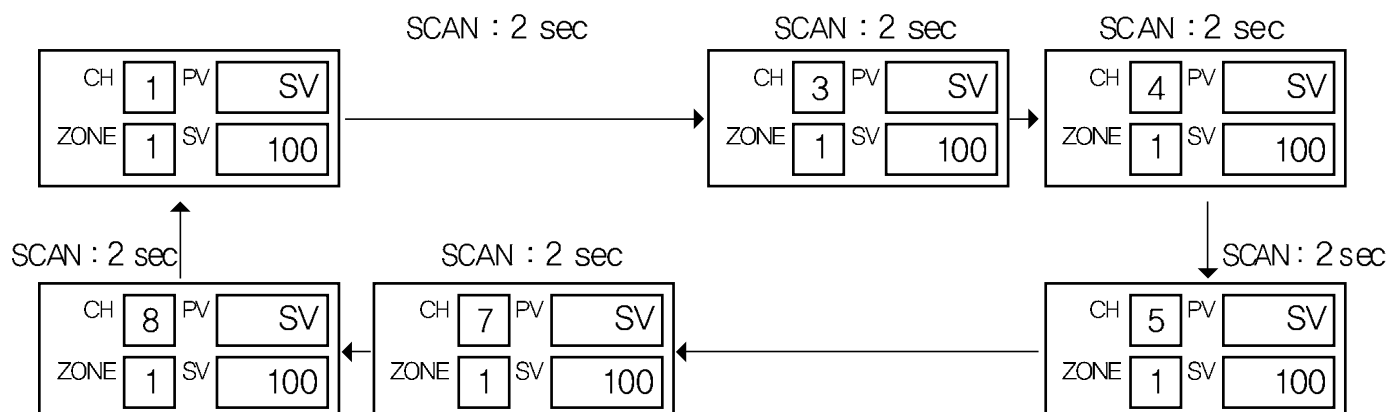 SCAN : 2 sec SCAN : 2 sec SCAN : 2 sec
CH 1 PV SV
ZONE 1 SV 100
CH 3 PV SV
ZONE 1 SV 100
CH 4 PV SV
ZONE 1 SV 100
SCAN : 2 sec SCAN : 2 sec SCAN : 2 sec
CH 8 PV SV
ZONE 1 SV 100
CH 7 PV SV
ZONE 1 SV 100
CH 5 PV SV
ZONE 1 SV 100